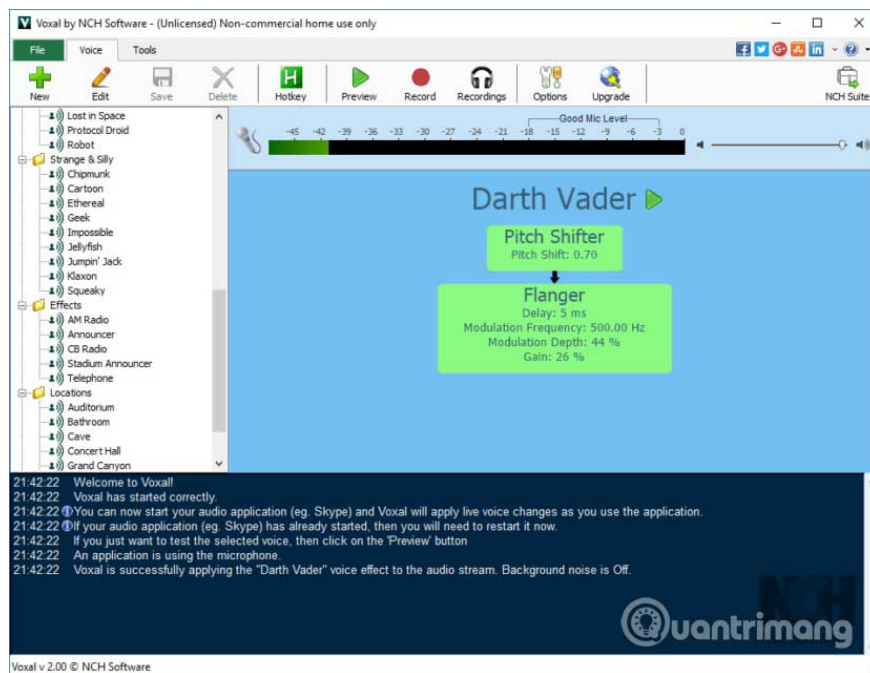 Voxal by NCH Software - (Unlicensed) Non-commercial home use only
File Voice Tools
New Edit Save Delete Hotkey Preview Record Recordings Options Upgrade NCH Suite
Lost in Space
Protocol Droid
Robot
Strange & Silly
Chipmunk
Cartoon
Ethereal
Geek
Impossible
Jellyfish
Jumpin' Jack
Klaxon
Squeaky
Effects
AM Radio
Announcer
CB Radio
Stadium Announcer
Telephone
Locations
Auditorium
Bathroom
Cave
Concert Hall
Grand Canyon
Good Mic Level
-45 -42 -39 -36 -33 -30 -27 -24 -21 -18 -15 -12 -9 -6 -3 0
Darth Vader
Pitch Shifter
Pitch Shift: 0.70
Flanger
Delay: 5 ms
Modulation Frequency: 500.00 Hz
Modulation Depth: 44 %
Gain: 26 %
21:42:22 Welcome to Voxal!
21:42:22 Voxal has started correctly.
21:42:22 You can now start your audio application (eg. Skype) and Voxal will apply live voice changes as you use the application.
21:42:22 If your audio application (eg. Skype) has already started, then you will need to restart it now.
21:42:22 If you just want to test the selected voice, then click on the 'Preview' button
21:42:22 An application is using the microphone.
21:42:22 Voxal is successfully applying the "Darth Vader" voice effect to the audio stream. Background noise is Off.
NCH
Quantrimang
Voxal v 2.00 © NCH Software